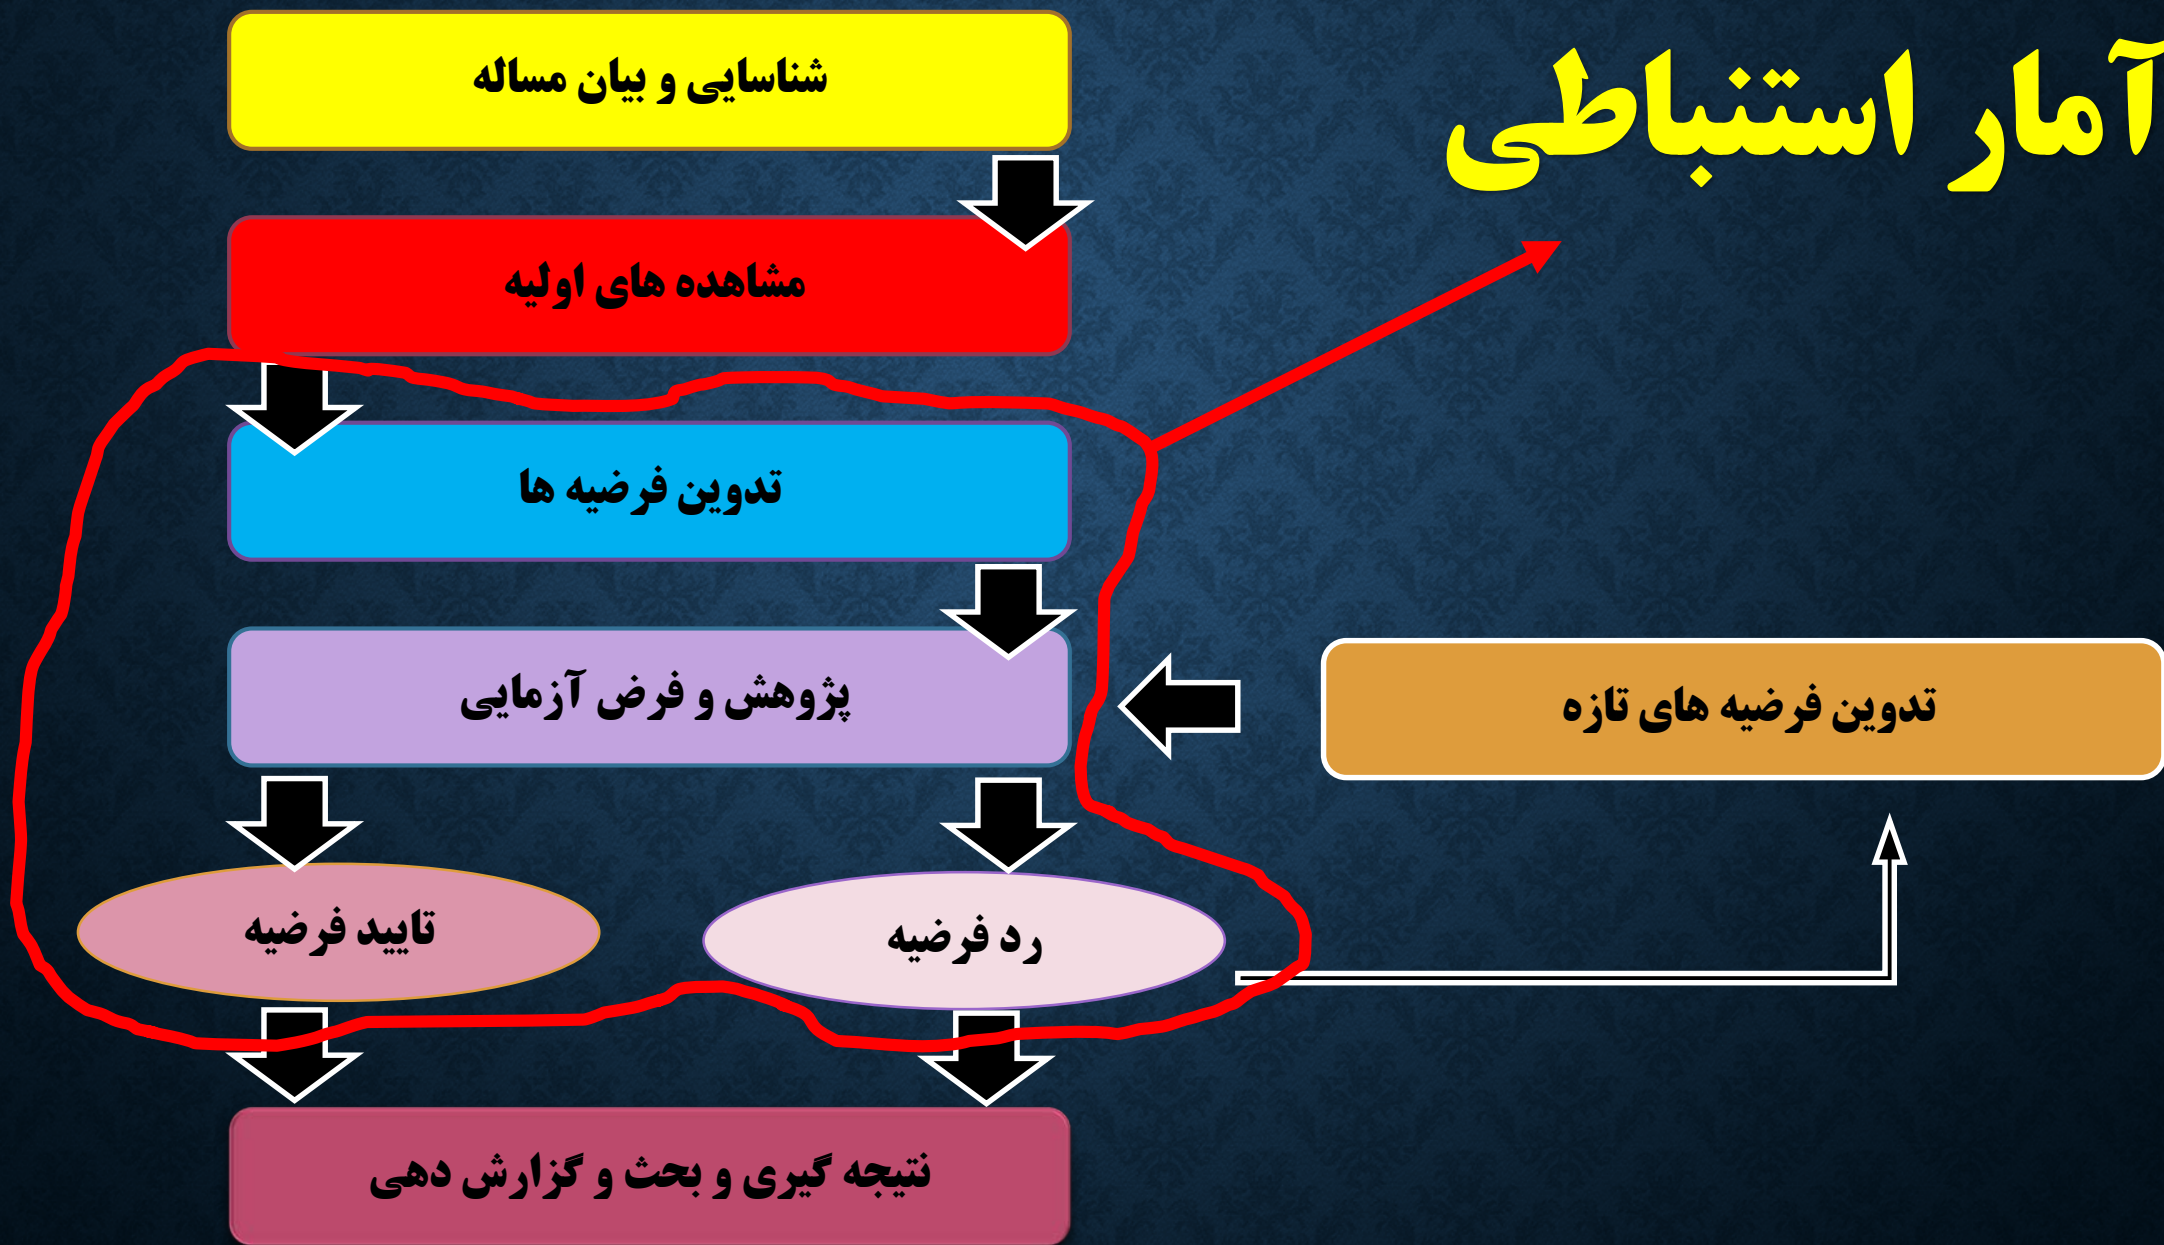 آمار استنباطی
شناسایی و بیان مساله
مشاهده های اولیه
تدوین فرضیه ها
پژوهش و فرض آزمایی
تدوین فرضیه های تازه
رد فرضیه
تایید فرضیه
نتیجه گیری و بحث و گزارش دهی